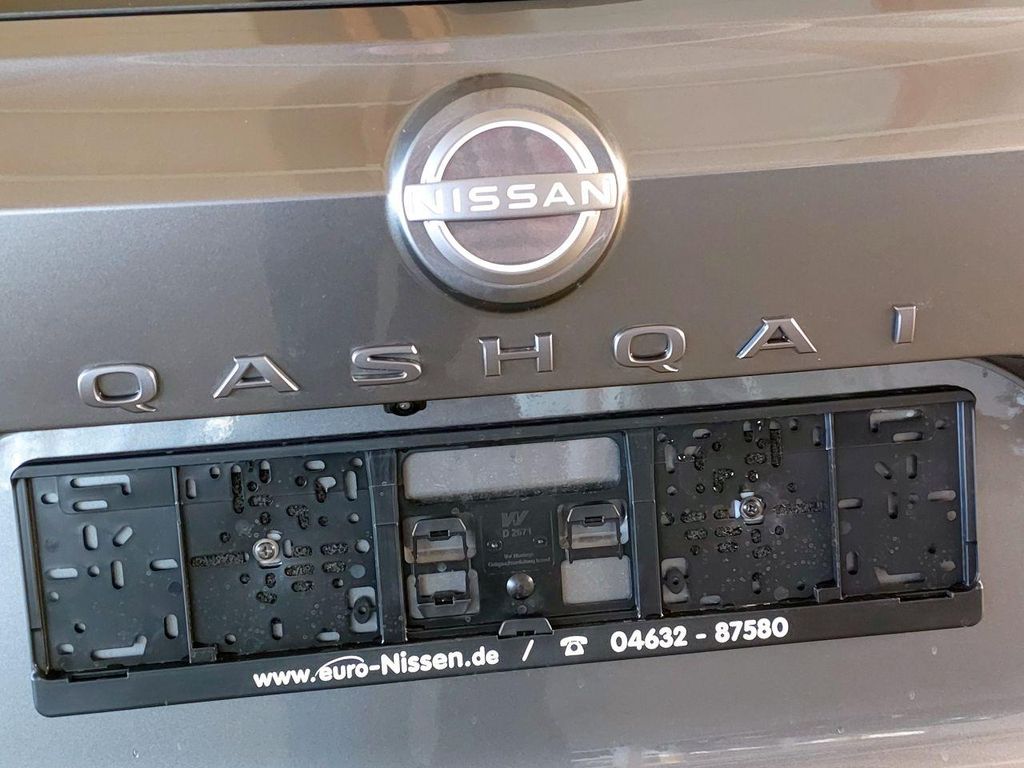 NISSAN
QASHQAI
D 2671
www.euro-Nissen.de / ☎ 04632 - 87580